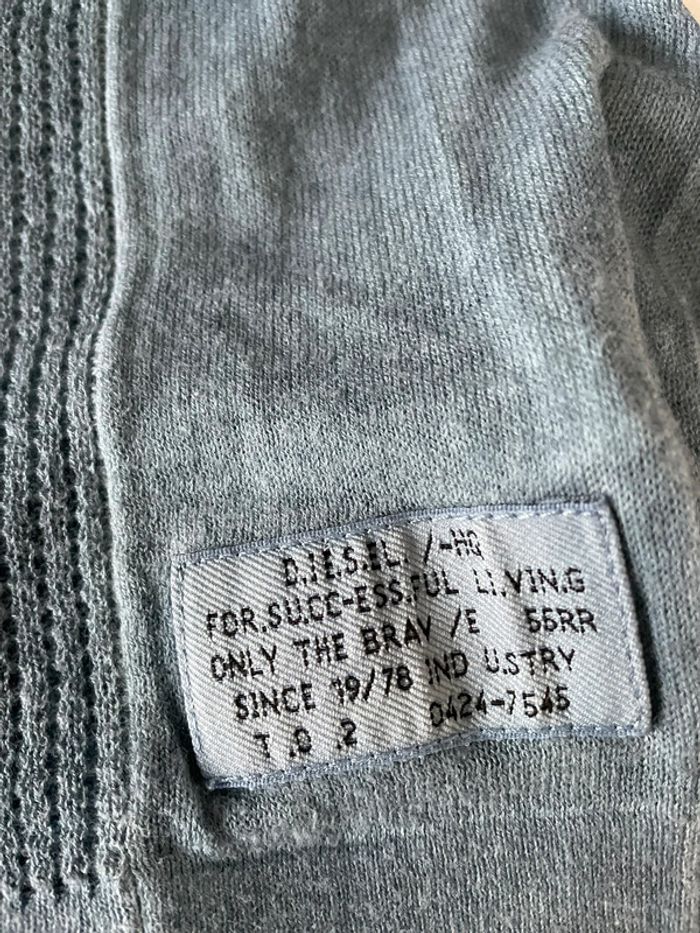 D.I.E.S.EL. /-HQ
FOR.SU.CC-ESS.FUL LI.VIN.G
ONLY THE BRAV /E 55RR
SINCE 19/78 IND U.STRY
T .0 .2 0424-7545